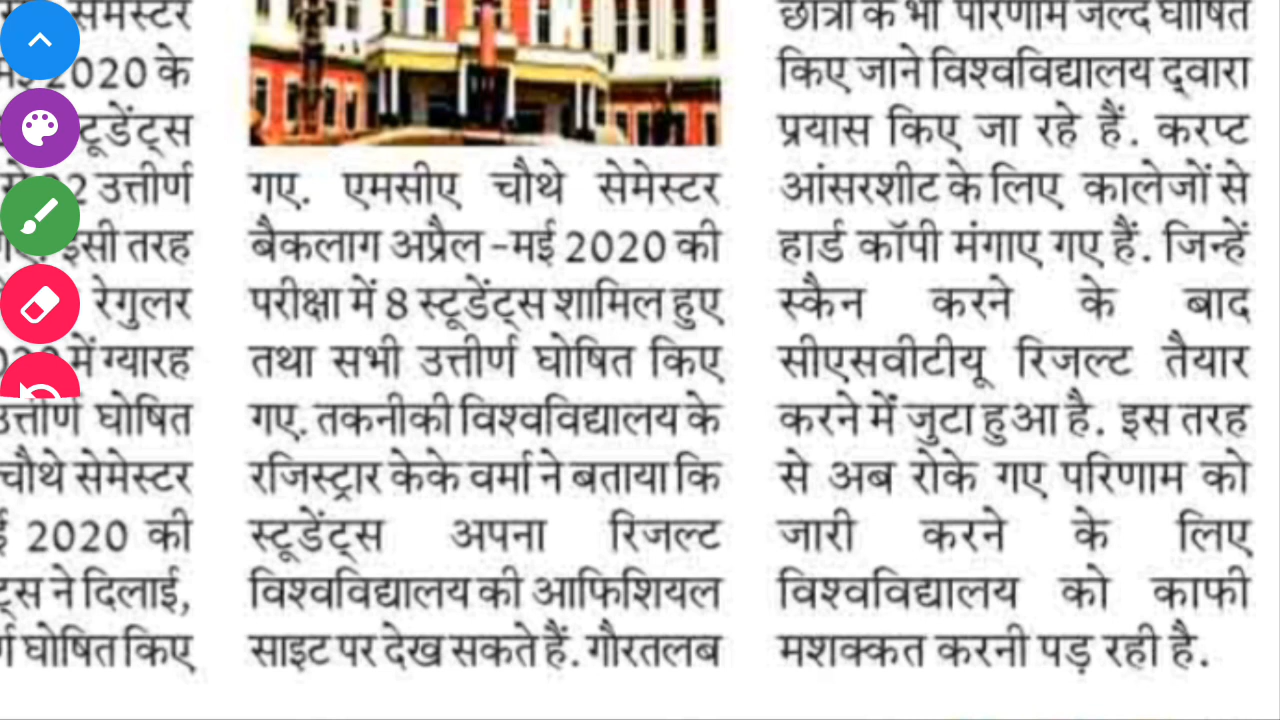 समस्टर
2020 के
टूडेंट्स
2 उत्तीर्ण
इसी तरह
रेगुलर
में ग्यारह
उत्तीर्ण घोषित
चौथे सेमेस्टर
2020 की
ने दिलाई,
घोषित किए
गए. एमसीए चौथे सेमेस्टर
बैकलाग अप्रैल -मई 2020 की
परीक्षा में 8 स्टूडेंट्स शामिल हुए
तथा सभी उत्तीर्ण घोषित किए
गए. तकनीकी विश्वविद्यालय के
रजिस्ट्रार केके वर्मा ने बताया कि
स्टूडेंट्स अपना रिजल्ट
विश्वविद्यालय की आफिशियल
साइट पर देख सकते हैं. गौरतलब
छात्रों के भी परिणाम जल्द घोषित
किए जाने विश्वविद्यालय द्वारा
प्रयास किए जा रहे हैं. करप्ट
आंसरशीट के लिए कालेजों से
हार्ड कॉपी मंगाए गए हैं. जिन्हें
स्कैन करने के बाद
सीएसवीटीयू रिजल्ट तैयार
करने में जुटा हुआ है. इस तरह
से अब रोके गए परिणाम को
जारी करने के लिए
विश्वविद्यालय को काफी
मशक्कत करनी पड़ रही है.